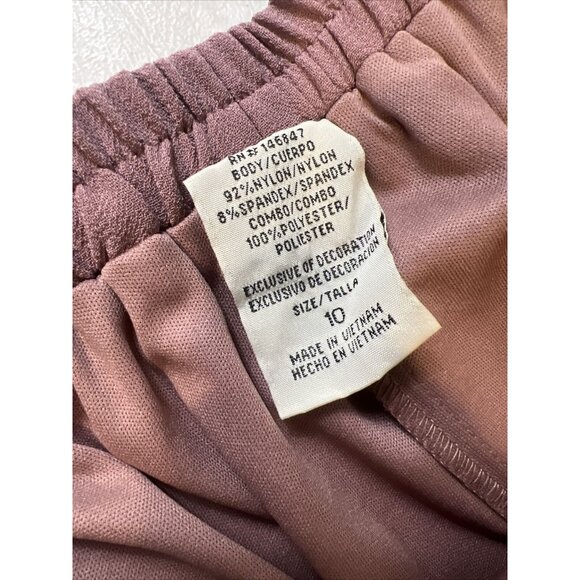 RN# 146847
BODY/CUERPO
92%NYLON/NYLON
8%SPANDEX/SPANDEX
COMBO/COMBO
100%POLYESTER/
POLIESTER
EXCLUSIVE OF DECORATION
EXCLUSIVO DE DECORACION
SIZE/TALLA
10
MADE IN VIETNAM
HECHO EN VIETNAM